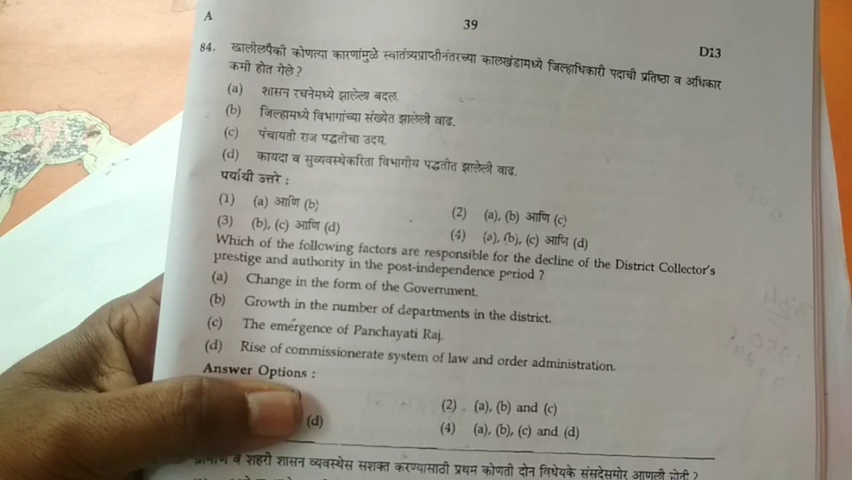 A
39
D13
84. खालीलपैकी कोणत्या कारणांमुळे स्वातंत्र्यप्राप्तीनंतरच्या कालखंडामध्ये जिल्हाधिकारी पदाची प्रतिष्ठा व अधिकार
कमी होत गेले ?
(a) शासन रचनेमध्ये झालेला बदल.
(b) जिल्हामध्ये विभागांच्या संख्येत झालेली वाढ.
(c) पंचायती राज पद्धतीचा उदय.
(d) कायदा व सुव्यवस्थेकरिता विभागीय पद्धतीत झालेली वाढ.
पर्यायी उत्तरे :
(1) (a) आणि (b)
(2) (a), (b) आणि (c)
(3) (b), (c) आणि (d)
(4) (a), (b), (c) आणि (d)
Which of the following factors are responsible for the decline of the District Collector's
prestige and authority in the post-independence period ?
(a) Change in the form of the Government.
(b) Growth in the number of departments in the district.
(c) The emergence of Panchayati Raj.
(d) Rise of commissionerate system of law and order administration.
Answer Options :
(2) (a), (b) and (c)
(d)
(4) (a), (b), (c) and (d)
व शहरी शासन व्यवस्थेस सशक्त करण्यासाठी प्रथम कोणती दोन विधेयके संसदेसमोर आणली होती ?